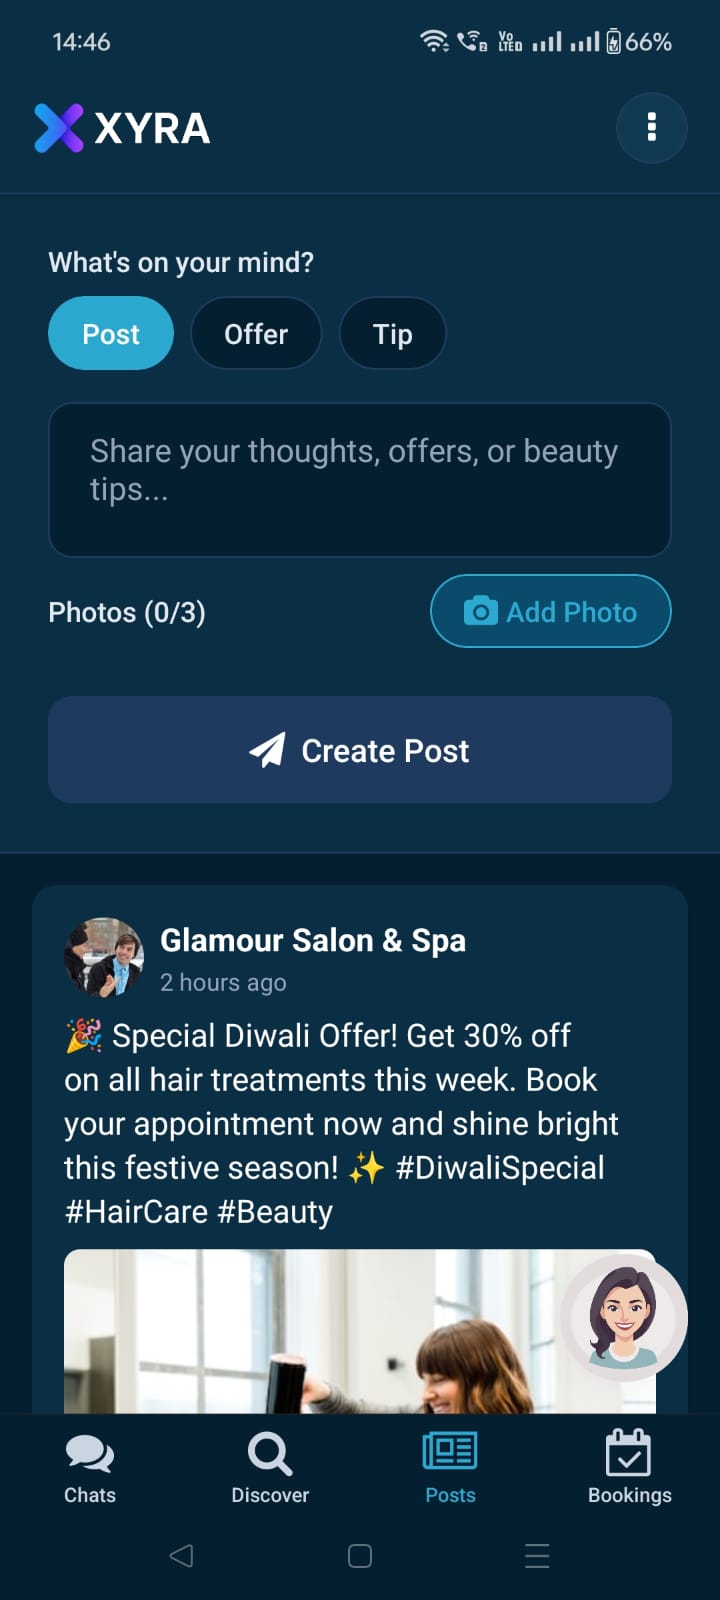 14:46
Vo
LTED
2
66%
XYRA
What's on your mind?
Post
Offer
Tip
Share your thoughts, offers, or beauty
tips...
Photos (0/3)
Add Photo
Create Post
Glamour Salon & Spa
2 hours ago
🎉 Special Diwali Offer! Get 30% off
on all hair treatments this week. Book
your appointment now and shine bright
this festive season! ✨ #DiwaliSpecial
#HairCare #Beauty
Chats
Discover
Posts
Bookings